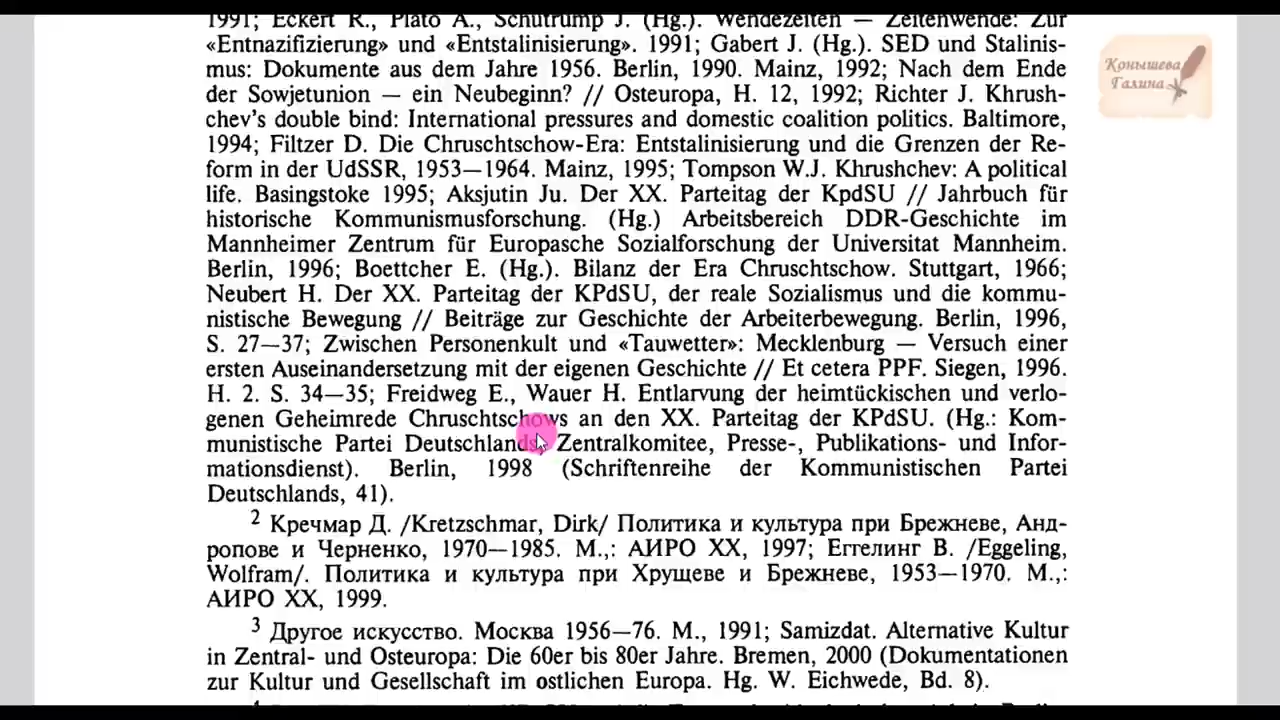 1991; Eckert R., Plato A., Schutrump J. (Hg.). Wendezeiten — Zeitenwende: Zur
«Entnazifizierung» und «Entstalinisierung». 1991; Gabert J. (Hg.). SED und Stalinis-
mus: Dokumente aus dem Jahre 1956. Berlin, 1990. Mainz, 1992; Nach dem Ende
der Sowjetunion — ein Neubeginn? // Osteuropa, H. 12, 1992; Richter J. Khrush-
chev's double bind: International pressures and domestic coalition politics. Baltimore,
1994; Filtzer D. Die Chruschtschow-Era: Entstalinisierung und die Grenzen der Re-
form in der UdSSR, 1953—1964. Mainz, 1995; Tompson W.J. Khrushchev: A political
life. Basingstoke 1995; Aksjutin Ju. Der XX. Parteitag der KpdSU // Jahrbuch für
historische Kommunismusforschung. (Hg.) Arbeitsbereich DDR-Geschichte im
Mannheimer Zentrum für Europasche Sozialforschung der Universitat Mannheim.
Berlin, 1996; Boettcher E. (Hg.). Bilanz der Era Chruschtschow. Stuttgart, 1966;
Neubert H. Der XX. Parteitag der KPdSU, der reale Sozialismus und die kommu-
nistische Bewegung // Beiträge zur Geschichte der Arbeiterbewegung. Berlin, 1996,
S. 27—37; Zwischen Personenkult und «Tauwetter»: Mecklenburg — Versuch einer
ersten Auseinandersetzung mit der eigenen Geschichte // Et cetera PPF. Siegen, 1996.
H. 2. S. 34—35; Freidweg E., Wauer H. Entlarvung der heimtückischen und verlo-
genen Geheimrede Chruschtschows an den XX. Parteitag der KPdSU. (Hg.: Kom-
munistische Partei Deutschlands, Zentralkomitee, Presse-, Publikations- und Infor-
mationsdienst). Berlin, 1998 (Schriftenreihe der Kommunistischen Partei
Deutschlands, 41).
2 Кречмар Д. /Kretzschmar, Dirk/ Политика и культура при Брежневе, Анд-
ропове и Черненко, 1970—1985. М.,: АИРО XX, 1997; Еггелинг В. /Eggeling,
Wolfram/. Политика и культура при Хрущеве и Брежневе, 1953—1970. М.,:
АИРО XX, 1999.
3 Другое искусство. Москва 1956—76. М., 1991; Samizdat. Alternative Kultur
in Zentral- und Osteuropa: Die 60er bis 80er Jahre. Bremen, 2000 (Dokumentationen
zur Kultur und Gesellschaft im ostlichen Europa. Hg. W. Eichwede, Bd. 8).
Конышева
Галина